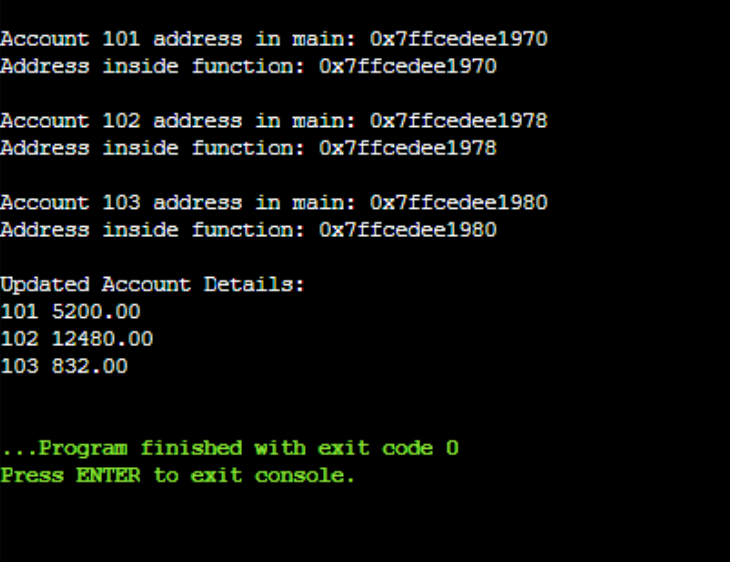 Account 101 address in main: 0x7ffcedee1970
Address inside function: 0x7ffcedee1970
Account 102 address in main: 0x7ffcedee1978
Address inside function: 0x7ffcedee1978
Account 103 address in main: 0x7ffcedee1980
Address inside function: 0x7ffcedee1980
Updated Account Details:
101 5200.00
102 12480.00
103 832.00
...Program finished with exit code 0
Press ENTER to exit console.